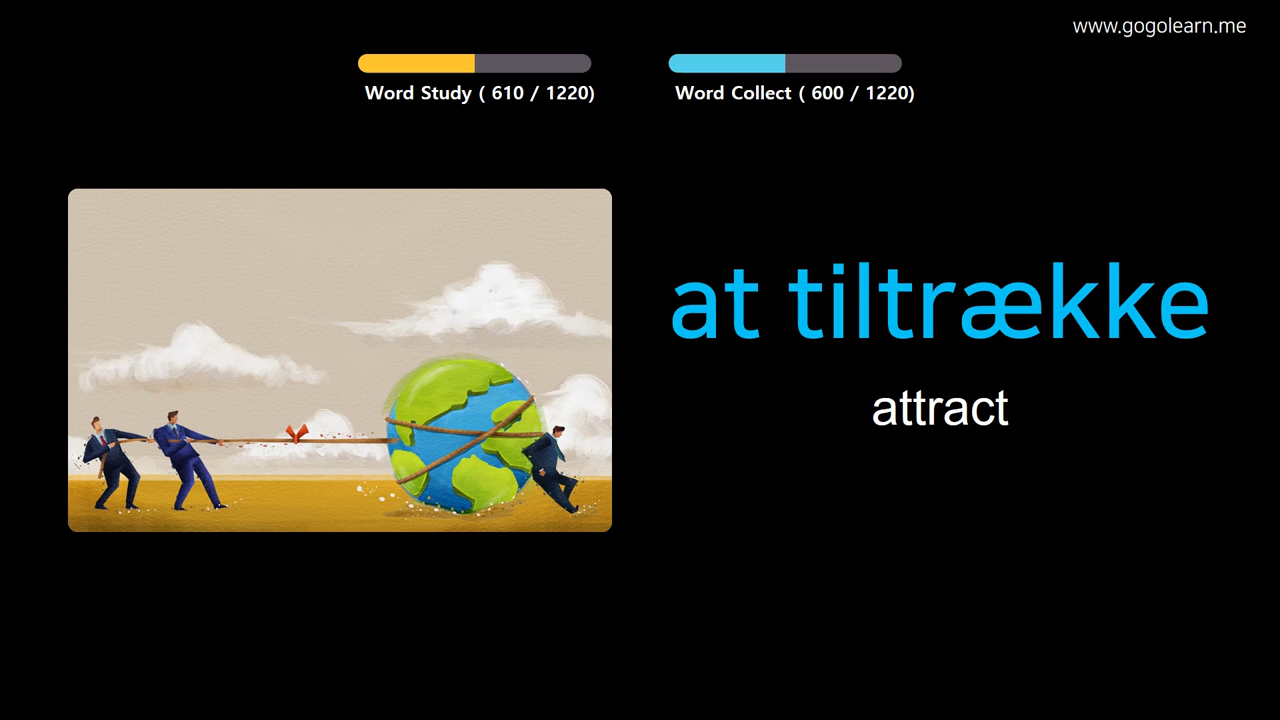 www.gogolearn.me
Word Study ( 610 / 1220)
Word Collect ( 600 / 1220)
at tiltrække
attract